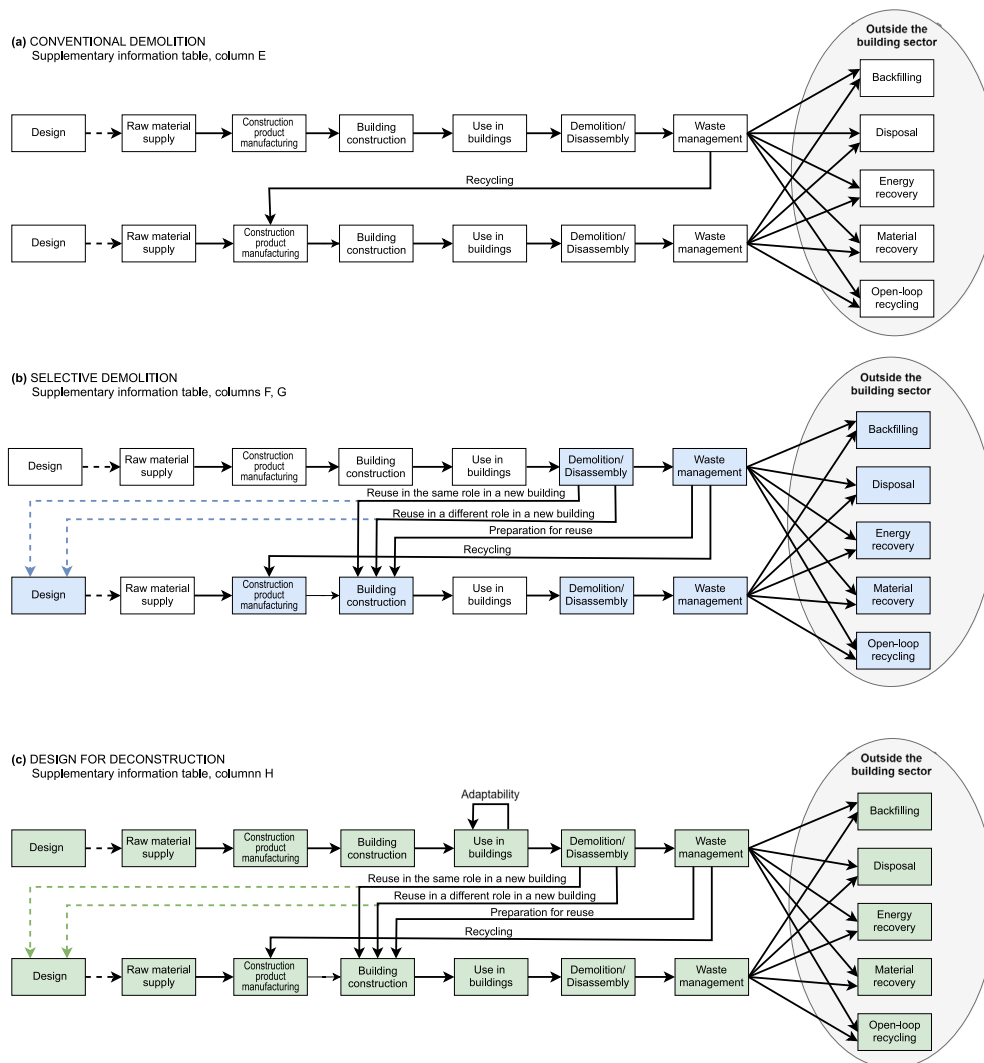 (a) CONVENTIONAL DEMOLITION
Supplementary information table, column E
Outside the
building sector
Backfilling
Disposal
Energy
recovery
Material
recovery
Open-loop
recycling
Design
Raw material
supply
Construction
product
manufacturing
Building
construction
Use in
buildings
Demolition/
Disassembly
Waste
management
Recycling
Design
Raw material
supply
Construction
product
manufacturing
Building
construction
Use in
buildings
Demolition/
Disassembly
Waste
management
(b) SELECTIVE DEMOLITION
Supplementary information table, columns F, G
Outside the
building sector
Backfilling
Disposal
Energy
recovery
Material
recovery
Open-loop
recycling
Design
Raw material
supply
Construction
product
manufacturing
Building
construction
Use in
buildings
Demolition/
Disassembly
Waste
management
Reuse in the same role in a new building
Reuse in a different role in a new building
Preparation for reuse
Recycling
Design
Raw material
supply
Construction
product
manufacturing
Building
construction
Use in
buildings
Demolition/
Disassembly
Waste
management
(c) DESIGN FOR DECONSTRUCTION
Supplementary information table, columnn H
Outside the
building sector
Backfilling
Disposal
Energy
recovery
Material
recovery
Open-loop
recycling
Adaptability
Design
Raw material
supply
Construction
product
manufacturing
Building
construction
Use in
buildings
Demolition/
Disassembly
Waste
management
Reuse in the same role in a new building
Reuse in a different role in a new building
Preparation for reuse
Recycling
Design
Raw material
supply
Construction
product
manufacturing
Building
construction
Use in
buildings
Demolition/
Disassembly
Waste
management